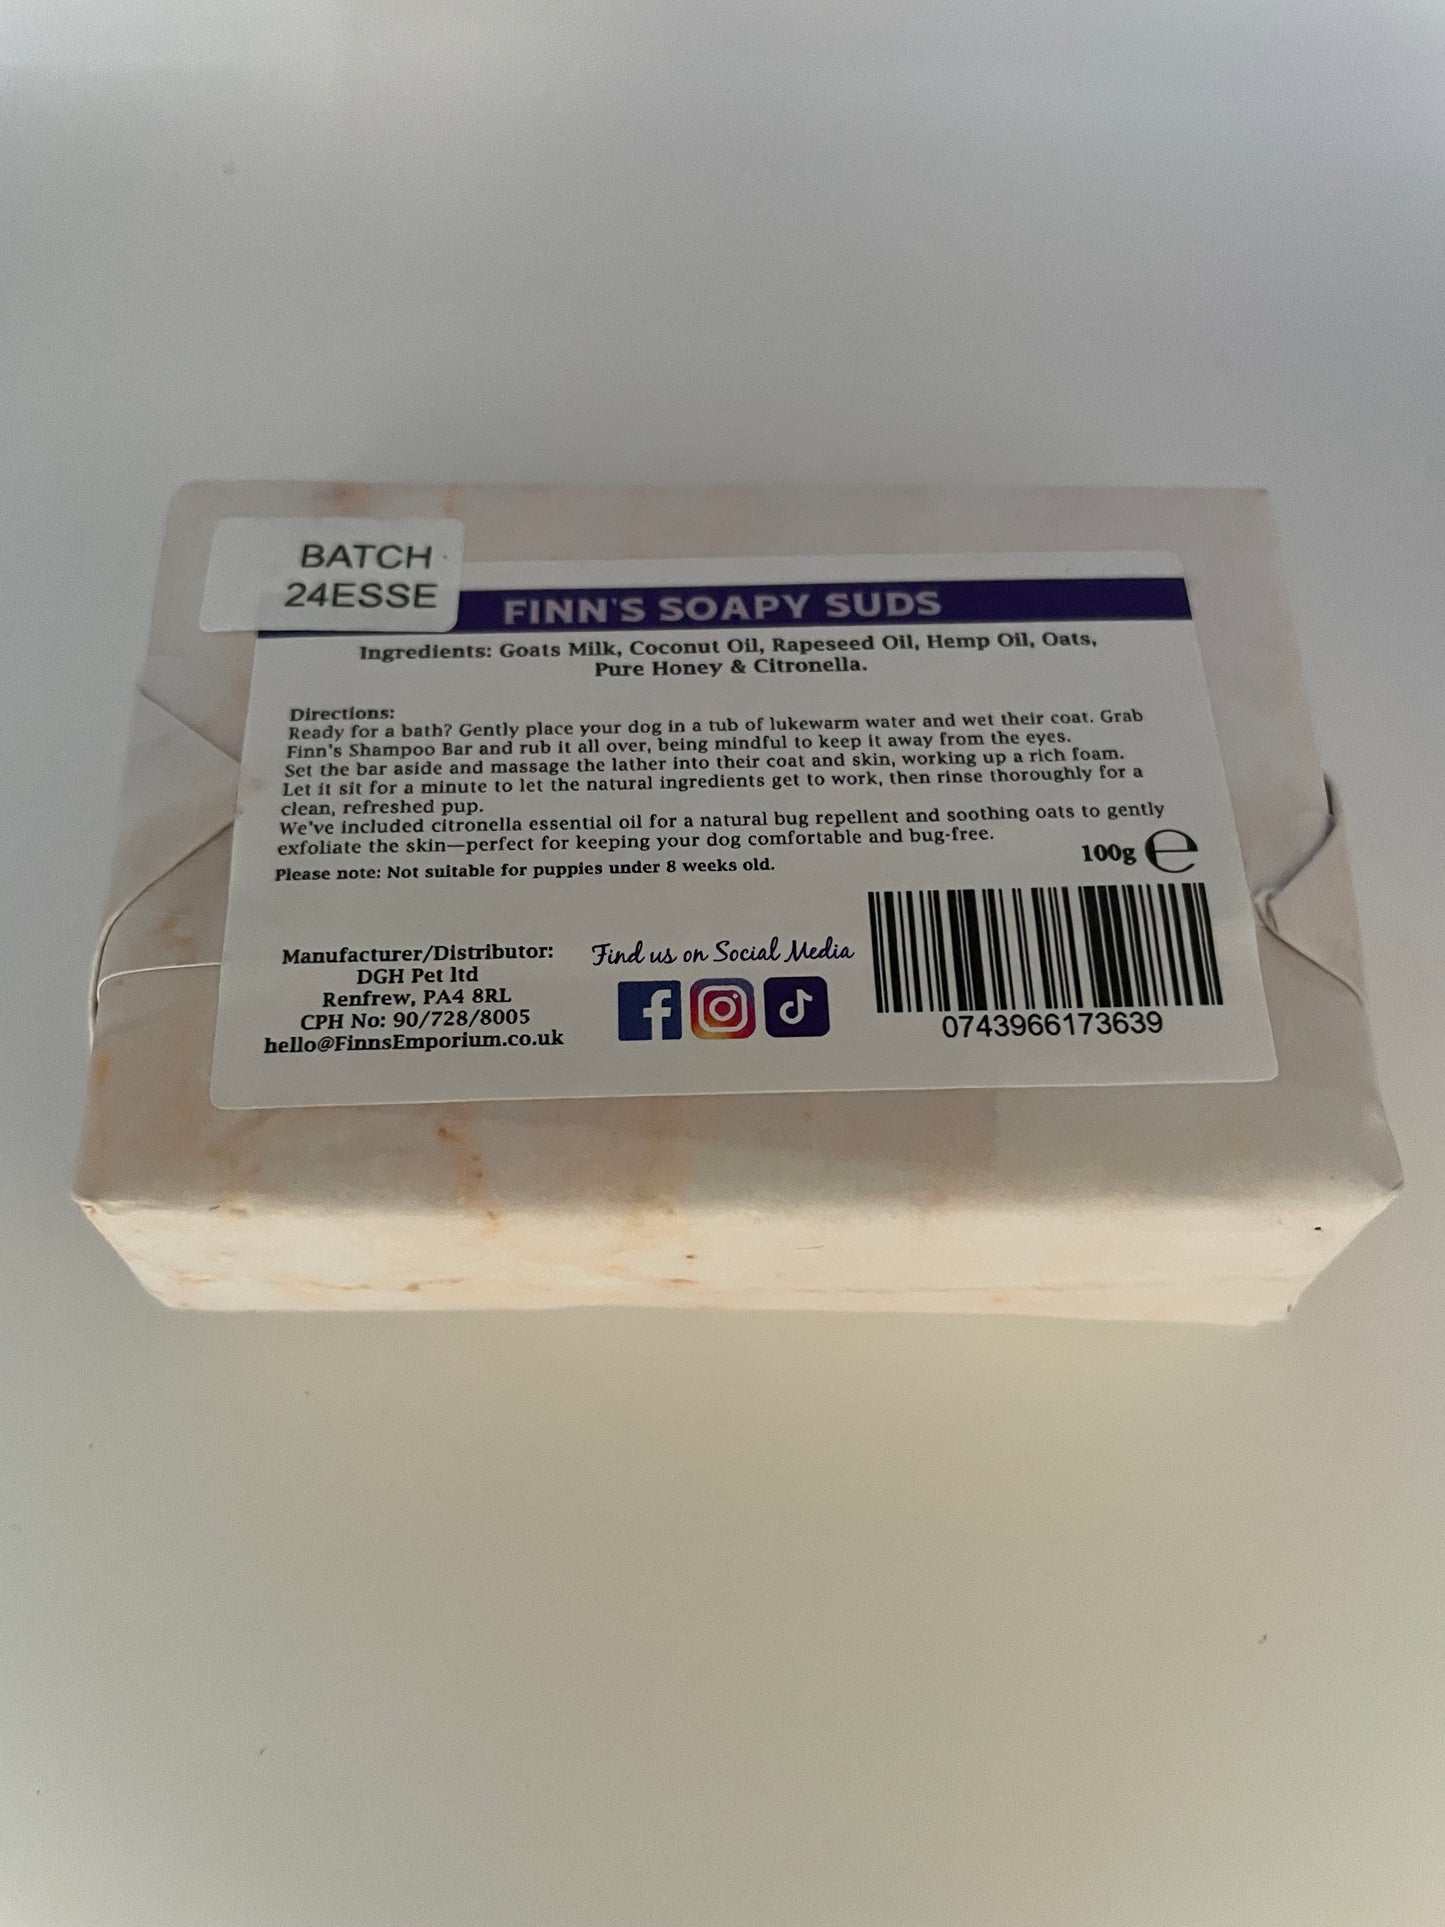 BATCH
24ESSE
FINN'S SOAPY SUDS
Ingredients: Goats Milk, Coconut Oil, Rapeseed Oil, Hemp Oil, Oats,
Pure Honey & Citronella.
Directions:
Ready for a bath? Gently place your dog in a tub of lukewarm water and wet their coat. Grab
Finn's Shampoo Bar and rub it all over, being mindful to keep it away from the eyes.
Set the bar aside and massage the lather into their coat and skin, working up a rich foam.
Let it sit for a minute to let the natural ingredients get to work, then rinse thoroughly for a
clean, refreshed pup.
We've included citronella essential oil for a natural bug repellent and soothing oats to gently
exfoliate the skin—perfect for keeping your dog comfortable and bug-free.
Please note: Not suitable for puppies under 8 weeks old.
100g ℮
Manufacturer/Distributor:
DGH Pet ltd
Renfrew, PA4 8RL
CPH No: 90/728/8005
hello@FinnsEmporium.co.uk
Find us on Social Media
0743966173639